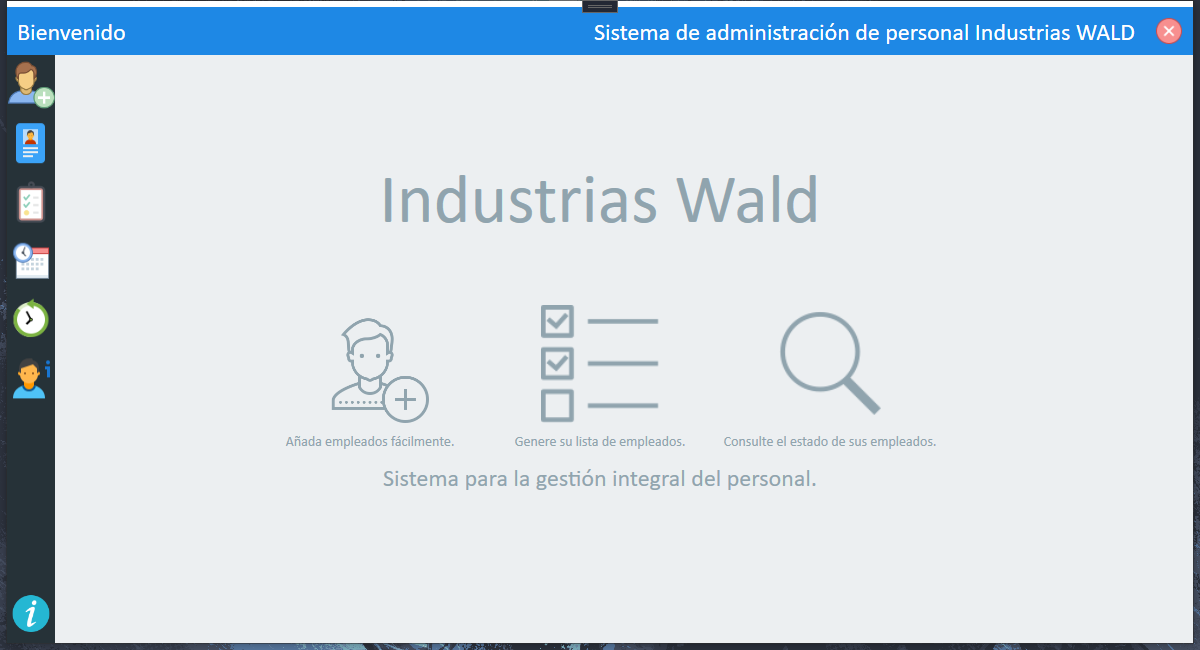 Bienvenido
Sistema de administración de personal Industrias WALD
Industrias Wald
Añada empleados fácilmente.
Genere su lista de empleados.
Consulte el estado de sus empleados.
Sistema para la gestión integral del personal.